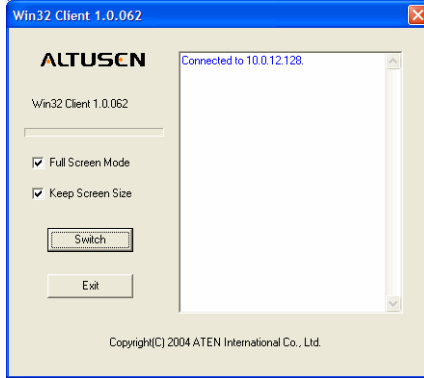 Win32 Client 1.0.062
ALTUSEN
Connected to 10.0.12.128.
Win32 Client 1.0.062
Full Screen Mode
Keep Screen Size
Switch
Exit
Copyright(C) 2004 ATEN International Co., Ltd.